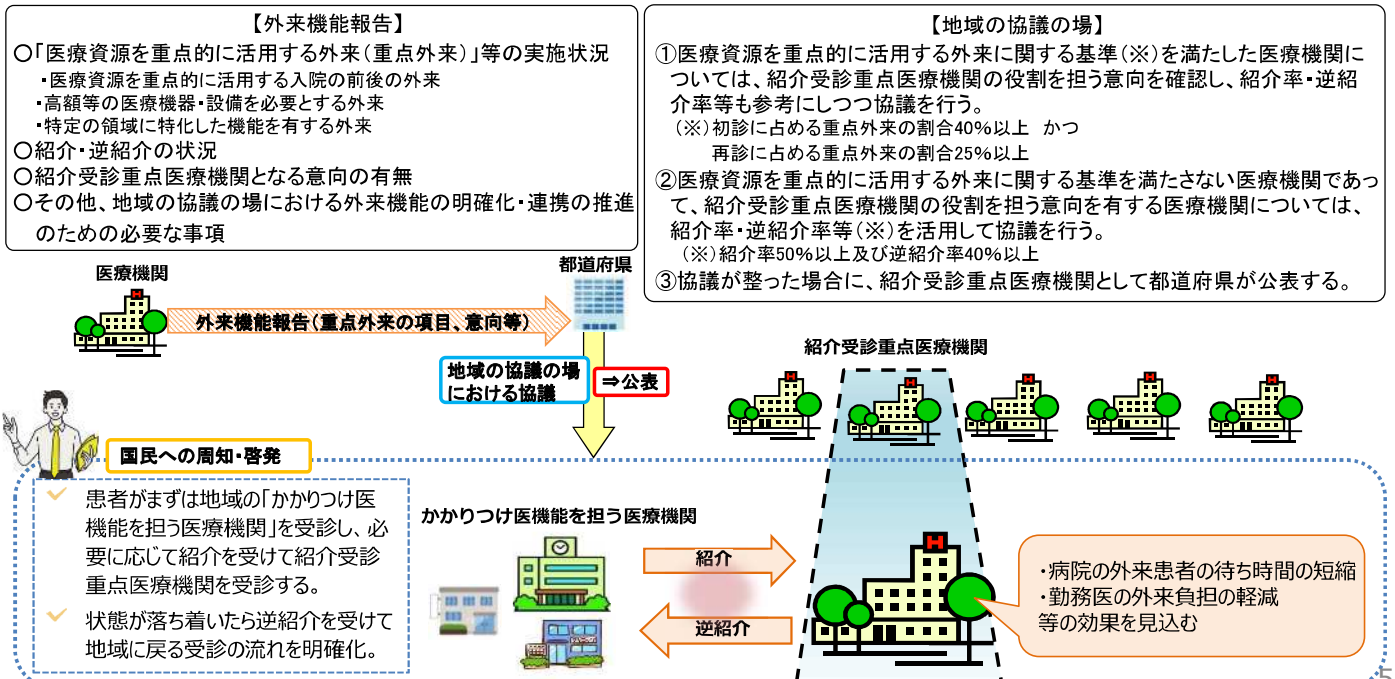 【外来機能報告】
○「医療資源を重点的に活用する外来(重点外来)」等の実施状況
・医療資源を重点的に活用する入院の前後の外来
・高額等の医療機器・設備を必要とする外来
・特定の領域に特化した機能を有する外来
○紹介・逆紹介の状況
○紹介受診重点医療機関となる意向の有無
○その他、地域の協議の場における外来機能の明確化・連携の推進
のための必要な事項
【地域の協議の場】
①医療資源を重点的に活用する外来に関する基準(※)を満たした医療機関に
ついては、紹介受診重点医療機関の役割を担う意向を確認し、紹介率・逆紹
介率等も参考にしつつ協議を行う。
(※)初診に占める重点外来の割合40%以上 かつ
再診に占める重点外来の割合25%以上
②医療資源を重点的に活用する外来に関する基準を満たさない医療機関であっ
て、紹介受診重点医療機関の役割を担う意向を有する医療機関については、
紹介率・逆紹介率等(※)を活用して協議を行う。
(※)紹介率50%以上及び逆紹介率40%以上
③協議が整った場合に、紹介受診重点医療機関として都道府県が公表する。
医療機関
都道府県
H
外来機能報告(重点外来の項目、意向等)
地域の協議の場
における協議
⇒公表
紹介受診重点医療機関
H
H
H
H
H
国民への周知・啓発
患者がまずは地域の「かかりつけ医
機能を担う医療機関」を受診し、必
要に応じて紹介を受けて紹介受診
重点医療機関を受診する。
状態が落ち着いたら逆紹介を受けて
地域に戻る受診の流れを明確化。
かかりつけ医機能を担う医療機関
紹介
逆紹介
H
・病院の外来患者の待ち時間の短縮
・勤務医の外来負担の軽減
等の効果を見込む
5